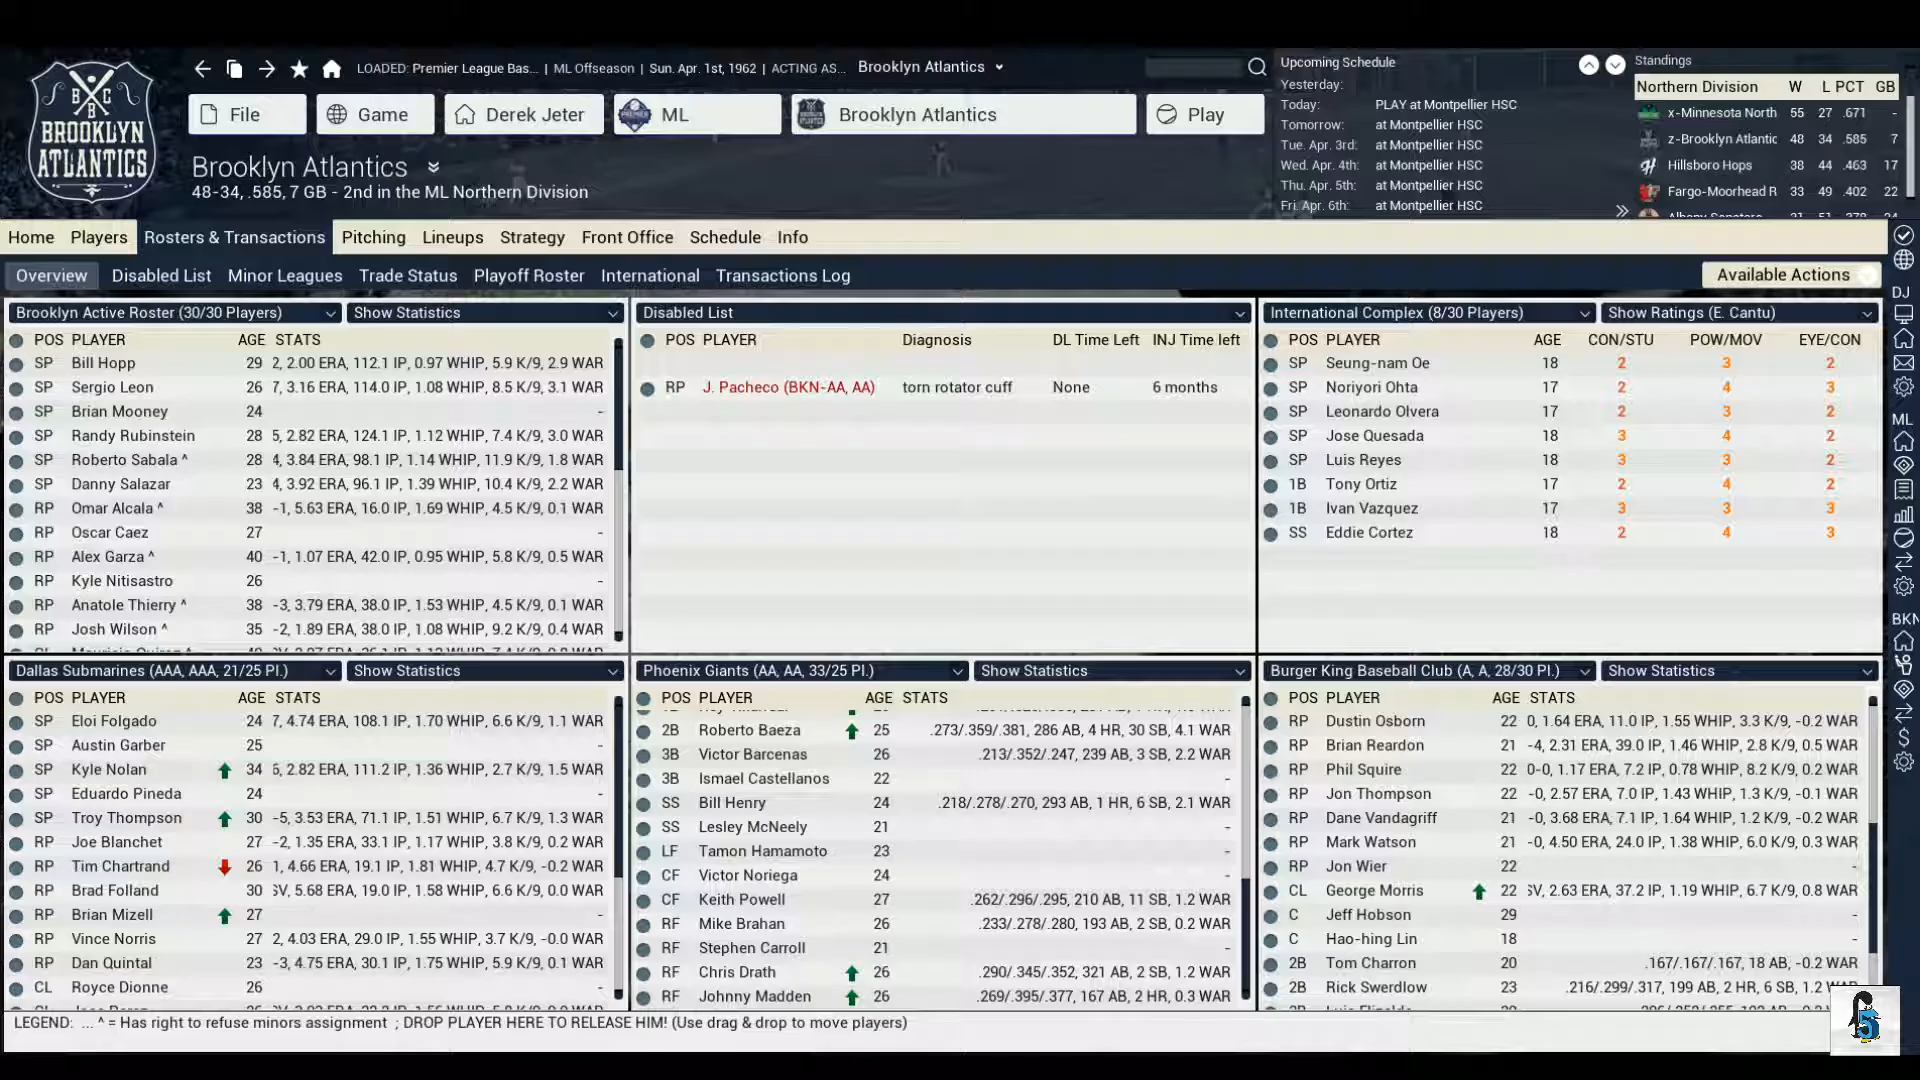 BROOKLYN
ATLANTICS
LOADED: Premier League Bas... | ML Offseason | Sun. Apr. 1st, 1962 | ACTING AS... Brooklyn Atlantics
File Game Derek Jeter ML Brooklyn Atlantics Play
Brooklyn Atlantics
48-34, .585, 7 GB - 2nd in the ML Northern Division
Upcoming Schedule
Yesterday:
Today: PLAY at Montpellier HSC
Tomorrow: at Montpellier HSC
Tue. Apr. 3rd: at Montpellier HSC
Wed. Apr. 4th: at Montpellier HSC
Thu. Apr. 5th: at Montpellier HSC
Fri. Apr. 6th: at Montpellier HSC
Standings
Northern Division W L PCT GB
x-Minnesota North 55 27 .671 -
z-Brooklyn Atlantic 48 34 .585 7
Hillsboro Hops 38 44 .463 17
Fargo-Moorhead R 33 49 .402 22
Home Players Rosters & Transactions Pitching Lineups Strategy Front Office Schedule Info
Overview Disabled List Minor Leagues Trade Status Playoff Roster International Transactions Log Available Actions
Brooklyn Active Roster (30/30 Players) Show Statistics
POS PLAYER AGE STATS
SP Bill Hopp 29 2, 2.00 ERA, 112.1 IP, 0.97 WHIP, 5.9 K/9, 2.9 WAR
SP Sergio Leon 26 7, 3.16 ERA, 114.0 IP, 1.08 WHIP, 8.5 K/9, 3.1 WAR
SP Brian Mooney 24 -
SP Randy Rubinstein 28 5, 2.82 ERA, 124.1 IP, 1.12 WHIP, 7.4 K/9, 3.0 WAR
SP Roberto Sabala ^ 28 4, 3.84 ERA, 98.1 IP, 1.14 WHIP, 11.9 K/9, 1.8 WAR
SP Danny Salazar 23 4, 3.92 ERA, 96.1 IP, 1.39 WHIP, 10.4 K/9, 2.2 WAR
RP Omar Alcala ^ 38 -1, 5.63 ERA, 16.0 IP, 1.69 WHIP, 4.5 K/9, 0.1 WAR
RP Oscar Caez 27
RP Alex Garza ^ 40 -1, 1.07 ERA, 42.0 IP, 0.95 WHIP, 5.8 K/9, 0.5 WAR
RP Kyle Nitisastro 26 -
RP Anatole Thierry ^ 38 -3, 3.79 ERA, 38.0 IP, 1.53 WHIP, 4.5 K/9, 0.1 WAR
RP Josh Wilson ^ 35 -2, 1.89 ERA, 38.0 IP, 1.08 WHIP, 9.2 K/9, 0.4 WAR
Disabled List
POS PLAYER Diagnosis DL Time Left INJ Time left
RP J. Pacheco (BKN-AA, AA) torn rotator cuff None 6 months
International Complex (8/30 Players) Show Ratings (E. Cantu)
POS PLAYER AGE CON/STU POW/MOV EYE/CON
SP Seung-nam Oe 18 2 3 2
SP Noriyori Ohta 17 2 4 3
SP Leonardo Olvera 17 2 3 2
SP Jose Quesada 18 3 4 2
SP Luis Reyes 18 3 3 2
1B Tony Ortiz 17 2 4 2
1B Ivan Vazquez 17 3 3 3
SS Eddie Cortez 18 2 4 3
Dallas Submarines (AAA, AAA, 21/25 Pl.) Show Statistics
POS PLAYER AGE STATS
SP Eloi Folgado 24 7, 4.74 ERA, 108.1 IP, 1.70 WHIP, 6.6 K/9, 1.1 WAR
SP Austin Garber 25 -
SP Kyle Nolan 34 6, 2.82 ERA, 111.2 IP, 1.36 WHIP, 2.7 K/9, 1.5 WAR
SP Eduardo Pineda 24 -
SP Troy Thompson 30 -5, 3.53 ERA, 71.1 IP, 1.51 WHIP, 6.7 K/9, 1.3 WAR
RP Joe Blanchet 27 -2, 1.35 ERA, 33.1 IP, 1.17 WHIP, 3.8 K/9, 0.2 WAR
RP Tim Chartrand 26 1, 4.66 ERA, 19.1 IP, 1.81 WHIP, 4.7 K/9, -0.2 WAR
RP Brad Folland 30 SV, 5.68 ERA, 19.0 IP, 1.58 WHIP, 6.6 K/9, 0.0 WAR
RP Brian Mizell 27 -
RP Vince Norris 27 2, 4.03 ERA, 29.0 IP, 1.55 WHIP, 3.7 K/9, -0.0 WAR
RP Dan Quintal 23 -3, 4.75 ERA, 30.1 IP, 1.75 WHIP, 5.9 K/9, 0.1 WAR
CL Royce Dionne 26 -
Phoenix Giants (AA, AA, 33/25 Pl.) Show Statistics
POS PLAYER AGE STATS
2B Roberto Baeza 25 .273/.359/.381, 286 AB, 4 HR, 30 SB, 4.1 WAR
3B Victor Barcenas 26 .213/.352/.247, 239 AB, 3 SB, 2.2 WAR
3B Ismael Castellanos 22 -
SS Bill Henry 24 .218/.278/.270, 293 AB, 1 HR, 6 SB, 2.1 WAR
SS Lesley McNeely 21 -
LF Tamon Hamamoto 23 -
CF Victor Noriega 24 -
CF Keith Powell 27 .262/.296/.295, 210 AB, 11 SB, 1.2 WAR
RF Mike Brahan 26 .233/.278/.280, 193 AB, 2 SB, 0.2 WAR
RF Stephen Carroll 21 -
RF Chris Drath 26 .290/.345/.352, 321 AB, 2 SB, 1.2 WAR
RF Johnny Madden 26 .269/.395/.377, 167 AB, 2 HR, 0.3 WAR
Burger King Baseball Club (A, A, 28/30 Pl.) Show Statistics
POS PLAYER AGE STATS
RP Dustin Osborn 22 0, 1.64 ERA, 11.0 IP, 1.55 WHIP, 3.3 K/9, -0.2 WAR
RP Brian Reardon 21 -4, 2.31 ERA, 39.0 IP, 1.46 WHIP, 2.8 K/9, 0.5 WAR
RP Phil Squire 22 0-0, 1.17 ERA, 7.2 IP, 0.78 WHIP, 8.2 K/9, 0.2 WAR
RP Jon Thompson 22 -0, 2.57 ERA, 7.0 IP, 1.43 WHIP, 1.3 K/9, -0.1 WAR
RP Dane Vandagriff 21 -0, 3.68 ERA, 7.1 IP, 1.64 WHIP, 1.2 K/9, -0.2 WAR
RP Mark Watson 21 -0, 4.50 ERA, 24.0 IP, 1.38 WHIP, 6.0 K/9, 0.3 WAR
RP Jon Wier 22 -
CL George Morris 22 SV, 2.63 ERA, 37.2 IP, 1.19 WHIP, 6.7 K/9, 0.8 WAR
C Jeff Hobson 29 -
C Hao-hing Lin 18 -
2B Tom Charron 20 .167/.167/.167, 18 AB, -0.2 WAR
2B Rick Swerdlow 23 .216/.299/.317, 199 AB, 2 HR, 6 SB, 1.2 WAR
DJ
ML
BKN
LEGEND: ... ^ = Has right to refuse minors assignment ; DROP PLAYER HERE TO RELEASE HIM! (Use drag & drop to move players)